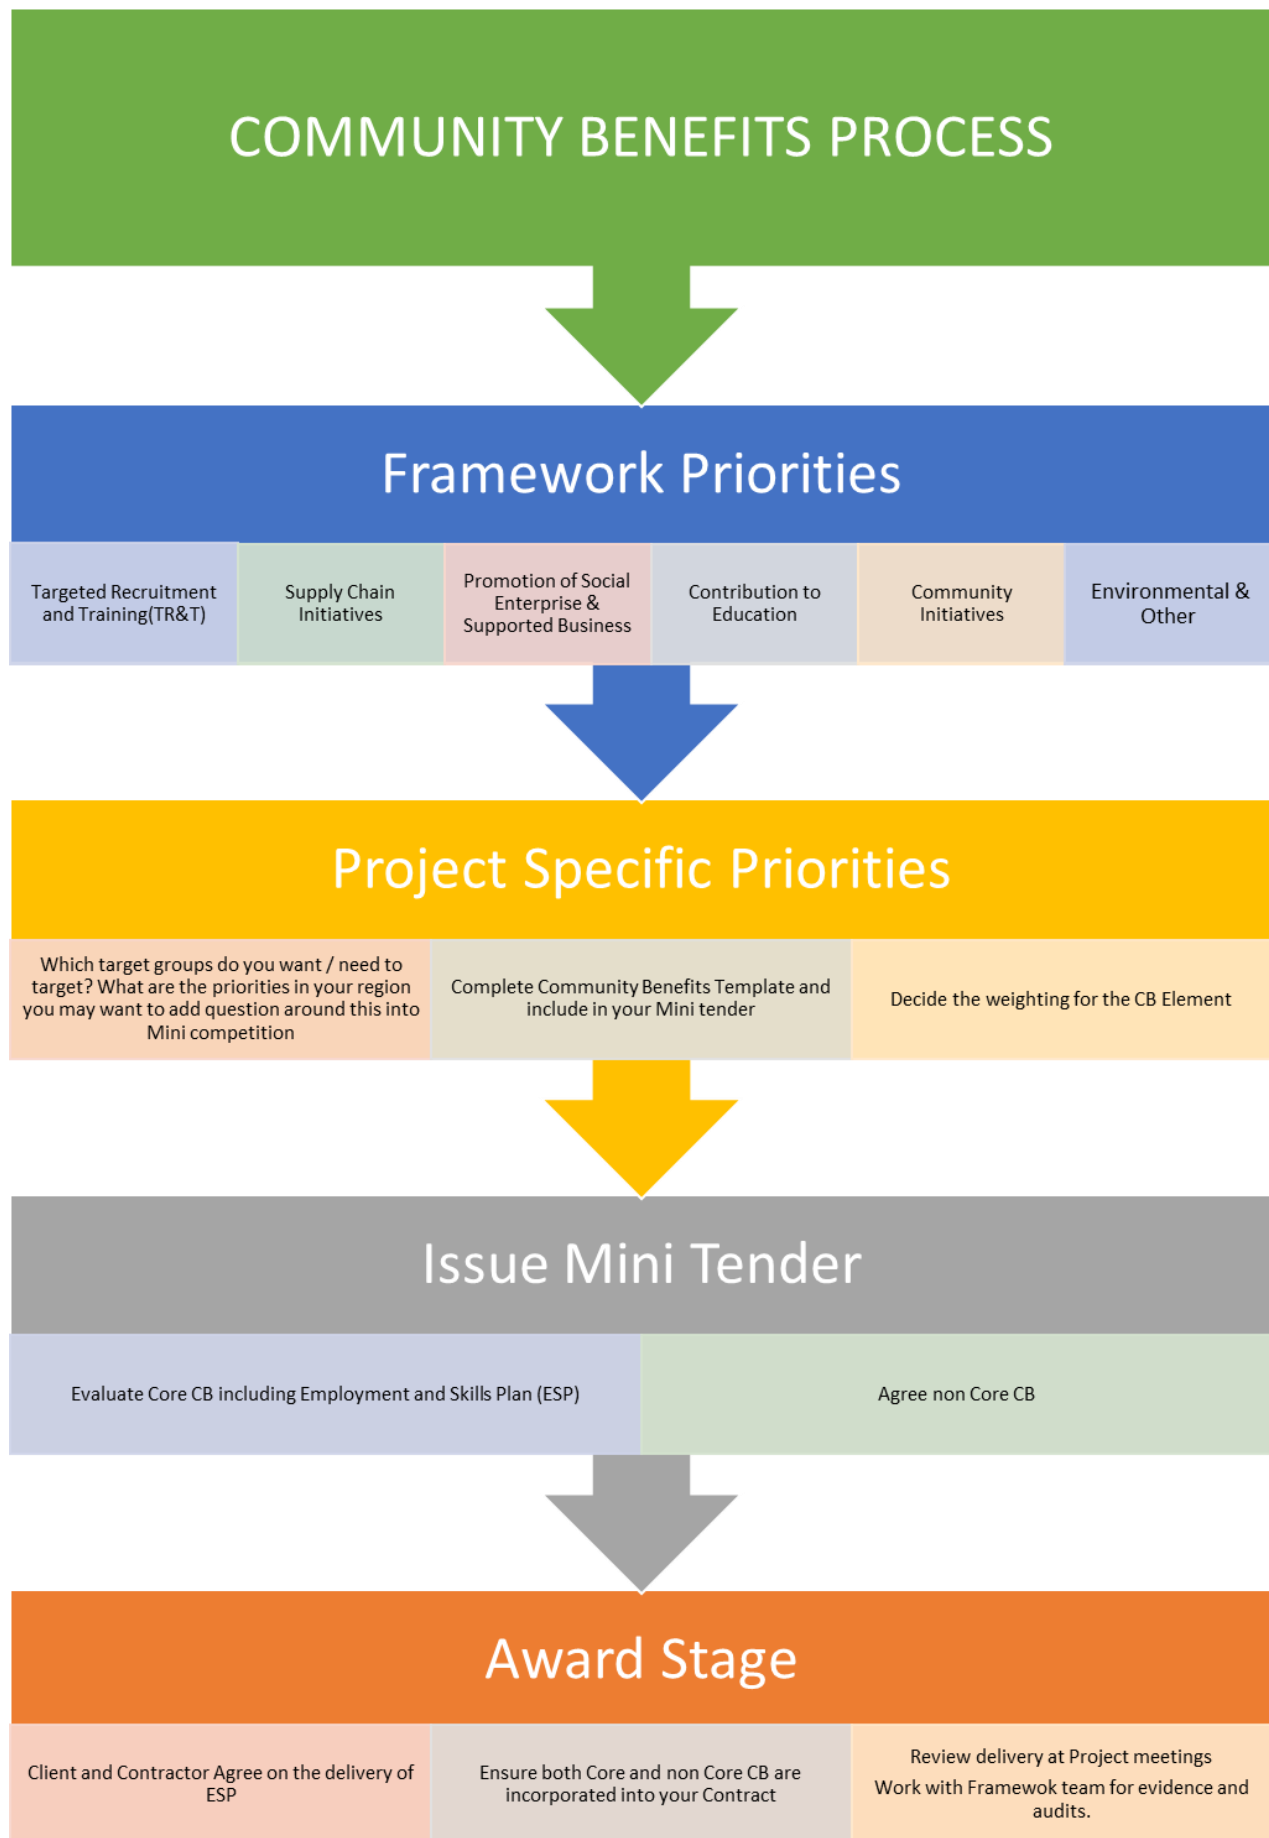 COMMUNITY BENEFITS PROCESS
Framework Priorities
Targeted Recruitment
and Training(TR&T)
Supply Chain
Initiatives
Promotion of Social
Enterprise &
Supported Business
Contribution to
Education
Community
Initiatives
Environmental &
Other
Project Specific Priorities
Which target groups do you want / need to
target? What are the priorities in your region
you may want to add question around this into
Mini competition
Complete Community Benefits Template and
include in your Mini tender
Decide the weighting for the CB Element
Issue Mini Tender
Evaluate Core CB including Employment and Skills Plan (ESP)
Agree non Core CB
Award Stage
Client and Contractor Agree on the delivery of
ESP
Ensure both Core and non Core CB are
incorporated into your Contract
Review delivery at Project meetings
Work with Framewok team for evidence and
audits.